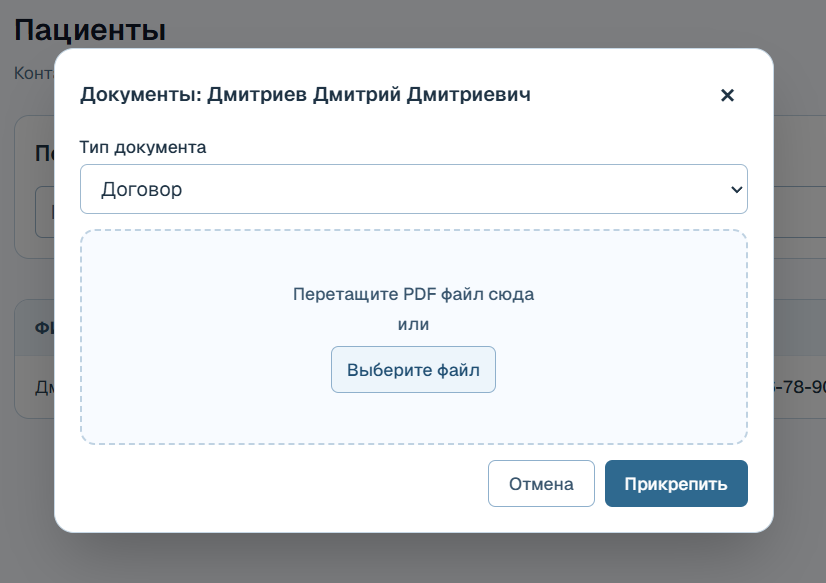 Пациенты
Документы: Дмитриев Дмитрий Дмитриевич
Тип документа
Договор
Перетащите PDF файл сюда
или
Выберите файл
Отмена
Прикрепить